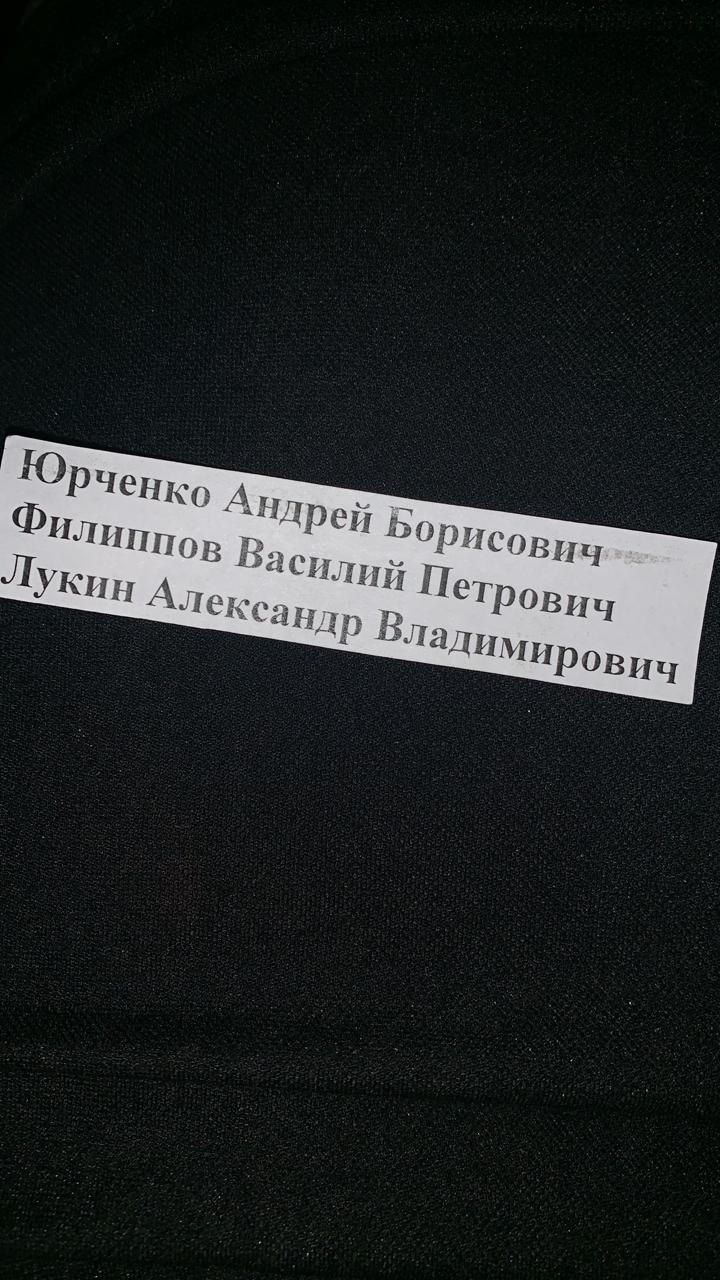 Юрченко Андрей Борисович
Филиппов Василий Петрович
Лукин Александр Владимирович